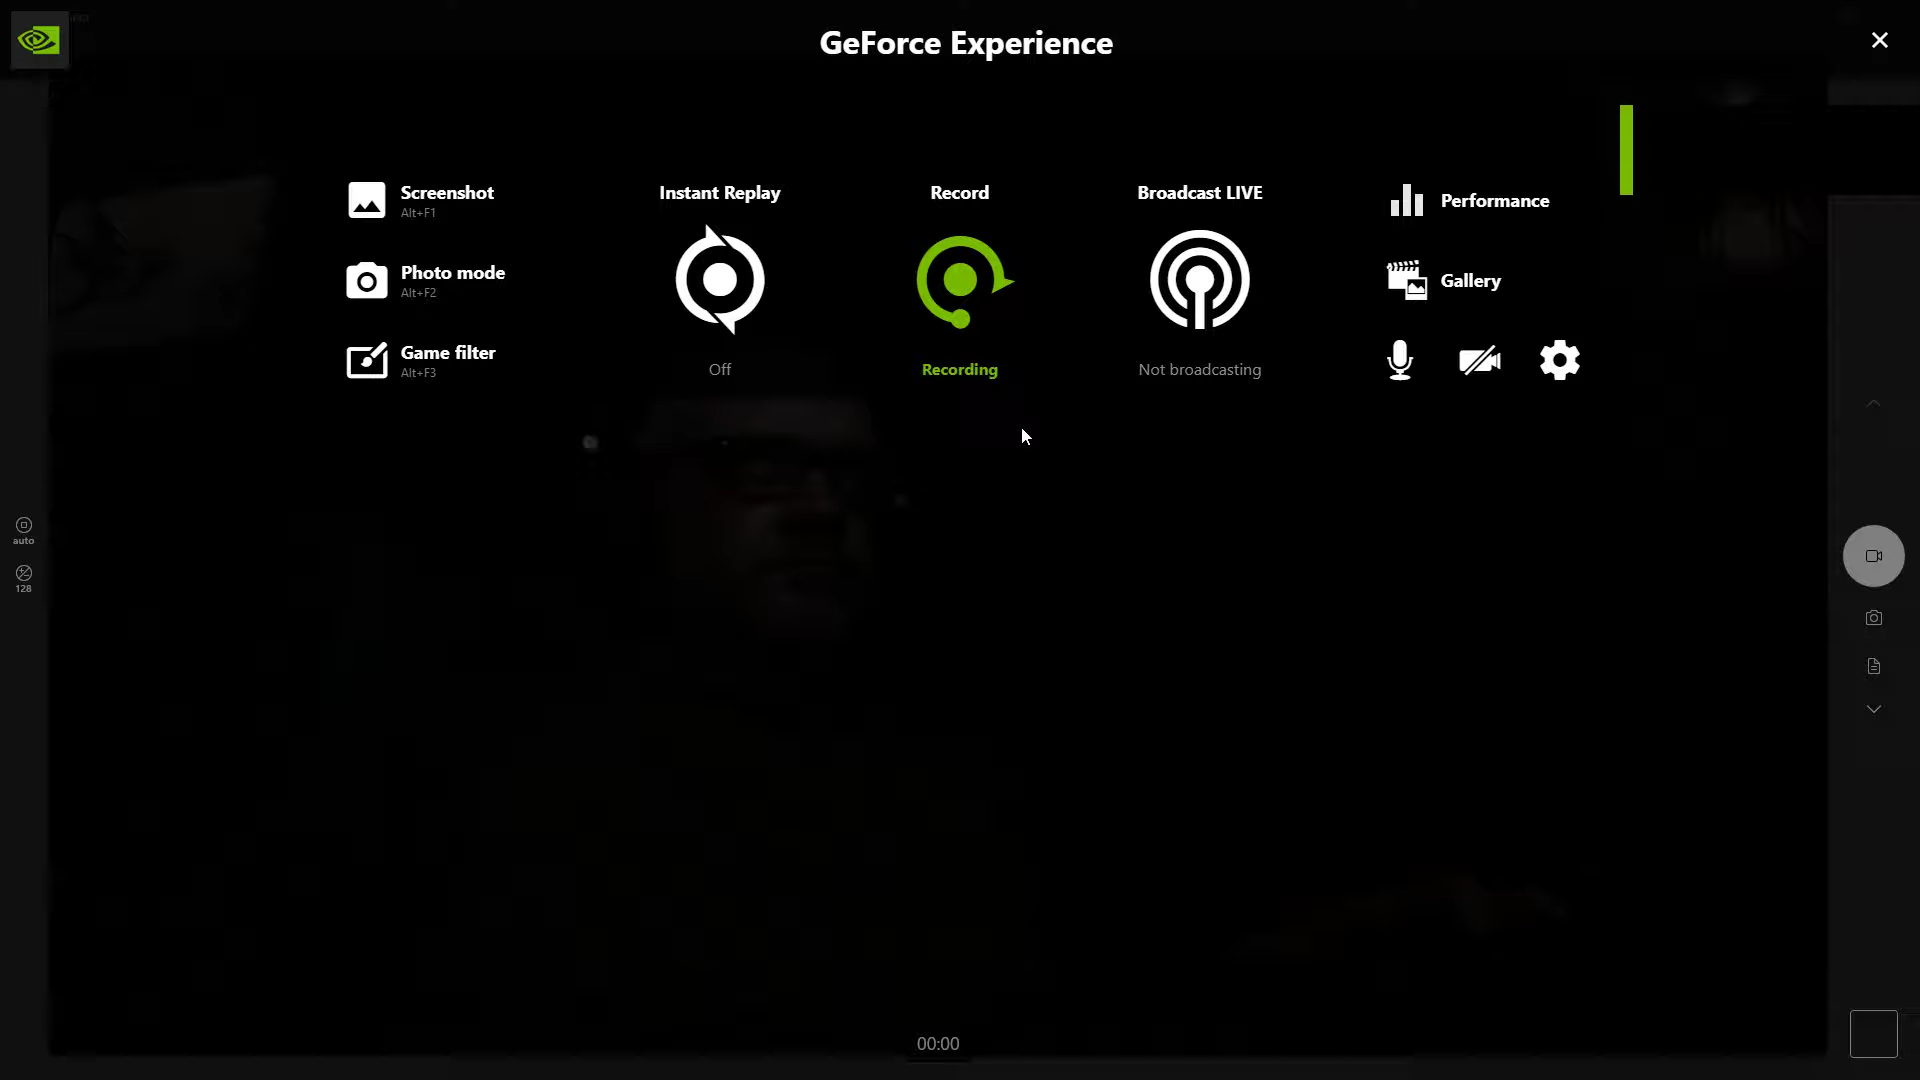 GeForce Experience
Screenshot
Alt+F1
Photo mode
Alt+F2
Game filter
Alt+F3
Instant Replay
Off
Record
Recording
Broadcast LIVE
Not broadcasting
Performance
Gallery
auto
128
00:00